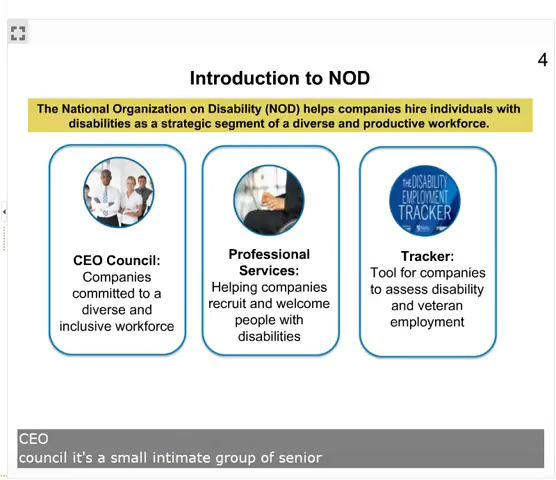 4
Introduction to NOD
The National Organization on Disability (NOD) helps companies hire individuals with
disabilities as a strategic segment of a diverse and productive workforce.
CEO Council:
Companies
committed to a
diverse and
inclusive workforce
Professional
Services:
Helping companies
recruit and welcome
people with
disabilities
THE DISABILITY
EMPLOYMENT
TRACKER
Tracker:
Tool for companies
to assess disability
and veteran
employment
CEO
council it's a small intimate group of senior